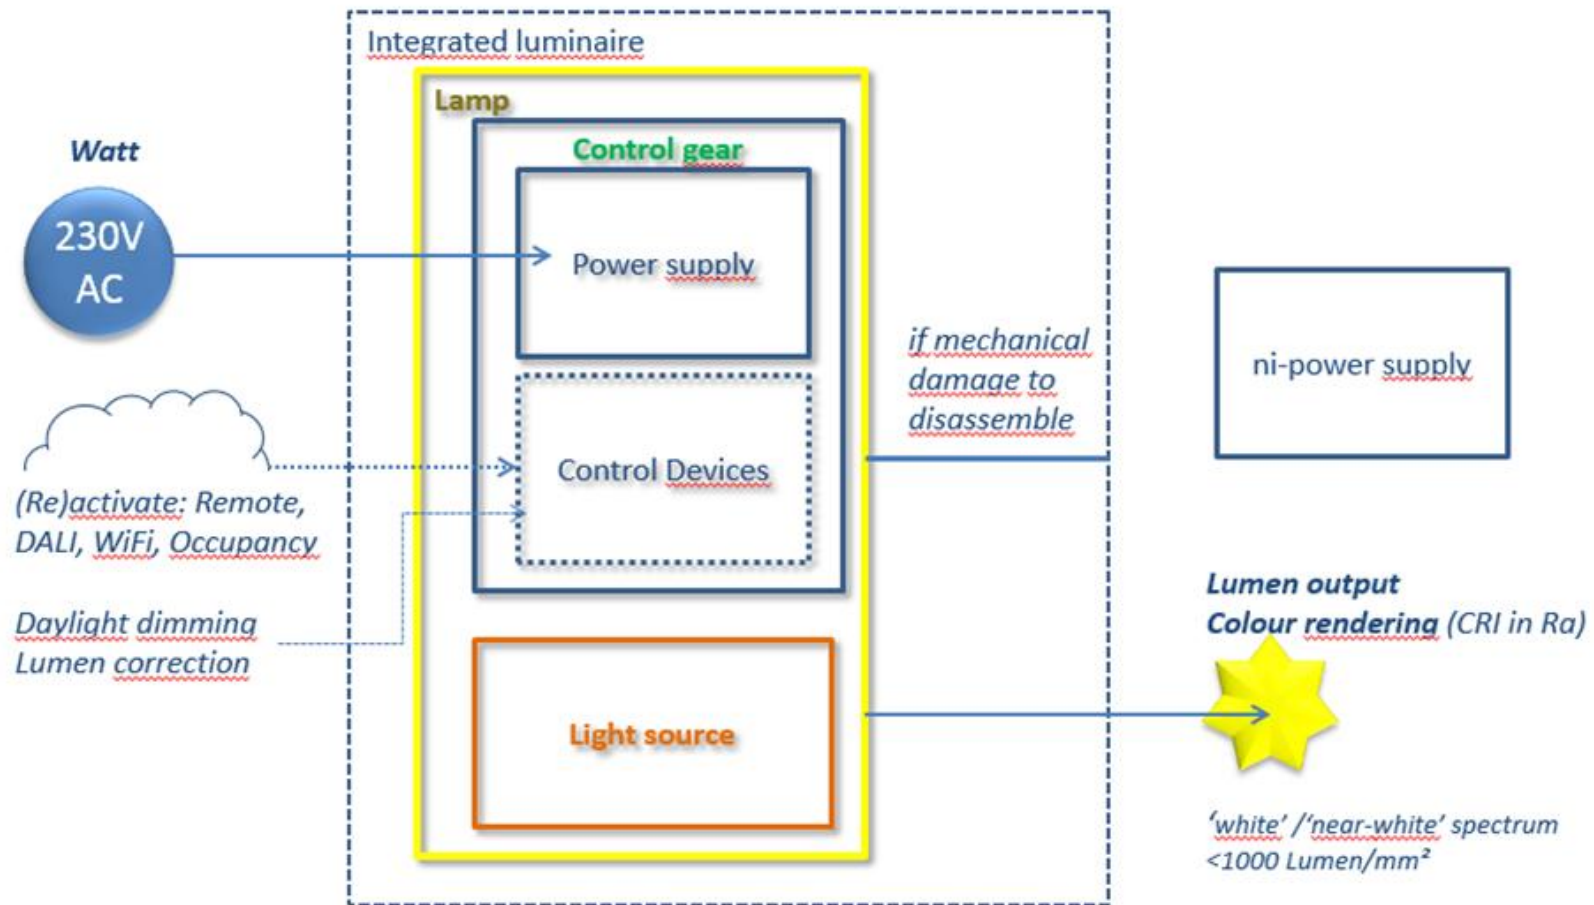 Integrated luminaire
Lamp
Control gear
Watt
230V
AC
Power supply
if mechanical
damage to
disassemble
ni-power supply
Control Devices
(Re)activate: Remote,
DALI, WiFi, Occupancy
Daylight dimming
Lumen correction
Lumen output
Colour rendering (CRI in Ra)
Light source
‘white’ /‘near-white’ spectrum
<1000 Lumen/mm²